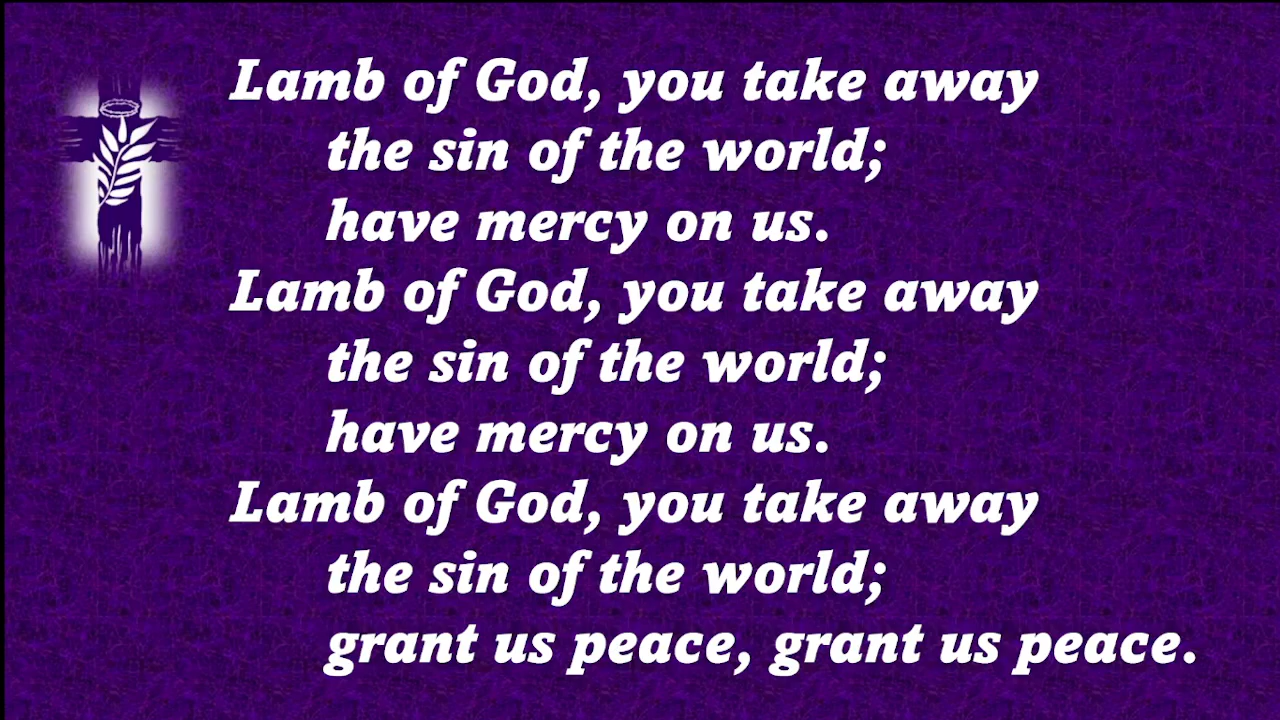 Lamb of God, you take away
the sin of the world;
have mercy on us.
Lamb of God, you take away
the sin of the world;
have mercy on us.
Lamb of God, you take away
the sin of the world;
grant us peace, grant us peace.